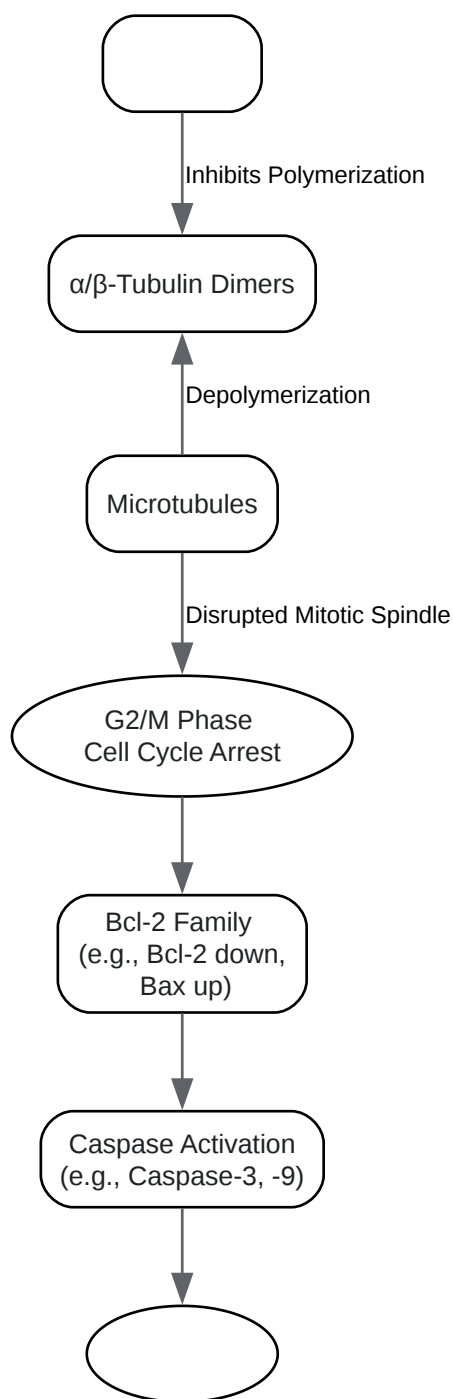 Inhibits Polymerization
α/β-Tubulin Dimers
Depolymerization
Microtubules
Disrupted Mitotic Spindle
G2/M Phase
Cell Cycle Arrest
Bcl-2 Family
(e.g., Bcl-2 down,
Bax up)
Caspase Activation
(e.g., Caspase-3, -9)